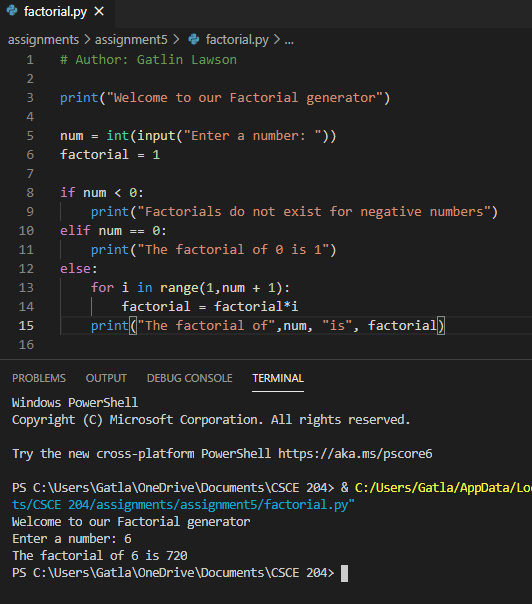 factorial.py ×
assignments > assignment5 > factorial.py > ...
1 # Author: Gatlin Lawson
2
3 print("Welcome to our Factorial generator")
4
5 num = int(input("Enter a number: "))
6 factorial = 1
7
8 if num < 0:
9     print("Factorials do not exist for negative numbers")
10 elif num == 0:
11     print("The factorial of 0 is 1")
12 else:
13     for i in range(1,num + 1):
14         factorial = factorial*i
15     print("The factorial of",num, "is", factorial)
16
PROBLEMS OUTPUT DEBUG CONSOLE TERMINAL
Windows PowerShell
Copyright (C) Microsoft Corporation. All rights reserved.
Try the new cross-platform PowerShell https://aka.ms/pscore6
PS C:\Users\Gatla\OneDrive\Documents\CSCE 204> & C:/Users/Gatla/AppData/Lo
ts/CSCE 204/assignments/assignment5/factorial.py"
Welcome to our Factorial generator
Enter a number: 6
The factorial of 6 is 720
PS C:\Users\Gatla\OneDrive\Documents\CSCE 204>